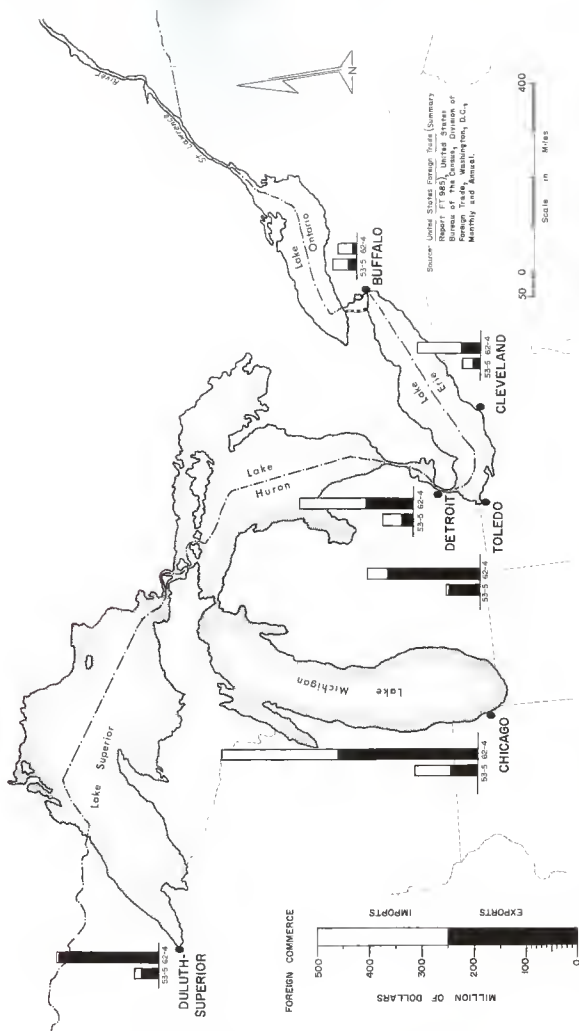 St. Lawrence
River
N
Lake Superior
Lake
Huron
Lake
Michigan
Lake
Ontario
Lake
Erie
53-5 62-4
DULUTH-
SUPERIOR
53-5 62-4
CHICAGO
53-5 62-4
TOLEDO
53-5 62-4
DETROIT
53-5 62-4
CLEVELAND
53-5 62-4
BUFFALO
Source: United States Foreign Trade (Summary
Report FT 985), United States
Bureau of the Census, Division of
Foreign Trade, Washington, D.C.,
Monthly and Annual.
50 0 400
Scale in Miles
FOREIGN COMMERCE
IMPORTS
EXPORTS
500
400
300
200
100
0
MILLION OF DOLLARS